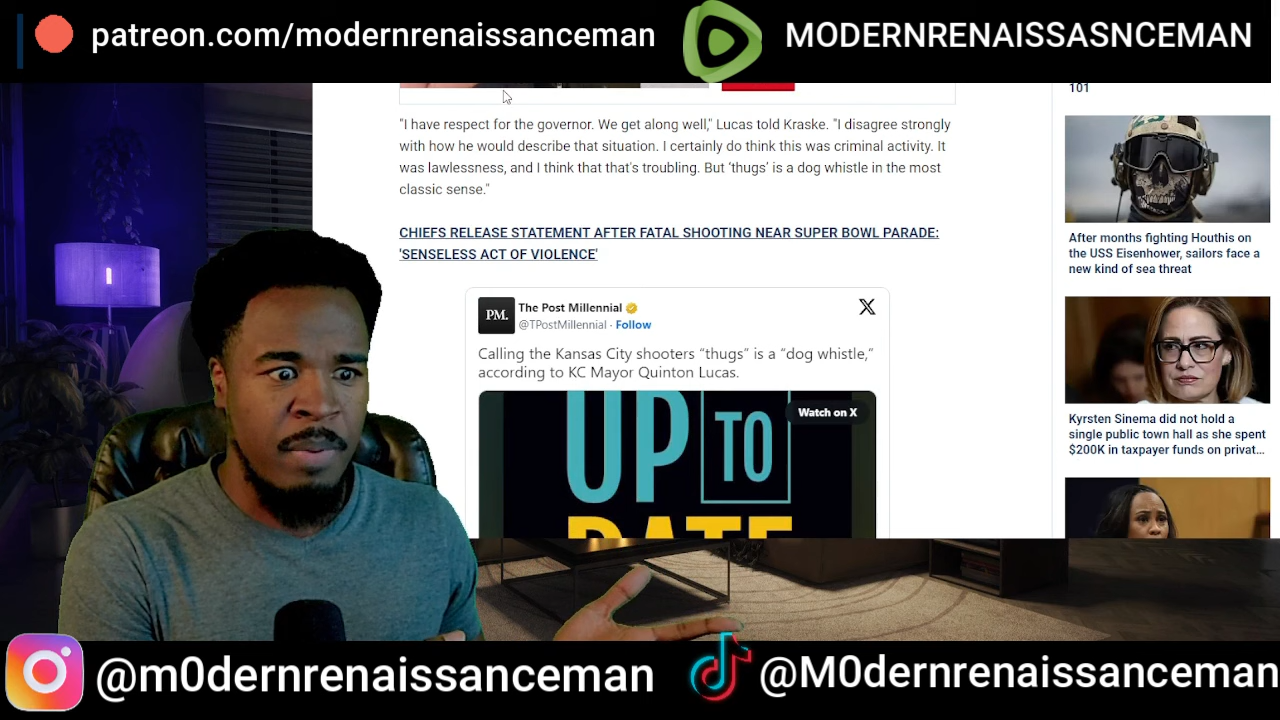 patreon.com/modernrenaissanceman
MODERNRENAISSASNCEMAN
101
"I have respect for the governor. We get along well," Lucas told Kraske. "I disagree strongly
with how he would describe that situation. I certainly do think this was criminal activity. It
was lawlessness, and I think that that's troubling. But ‘thugs’ is a dog whistle in the most
classic sense."
CHIEFS RELEASE STATEMENT AFTER FATAL SHOOTING NEAR SUPER BOWL PARADE:
‘SENSELESS ACT OF VIOLENCE’
PM.
The Post Millennial
@TPostMillennial · Follow
Calling the Kansas City shooters “thugs” is a “dog whistle,”
according to KC Mayor Quinton Lucas.
Watch on X
UP TO
DATE
After months fighting Houthis on
the USS Eisenhower, sailors face a
new kind of sea threat
Kyrsten Sinema did not hold a
single public town hall as she spent
$200K in taxpayer funds on privat...
@m0dernrenaissanceman
@M0dernrenaissanceman